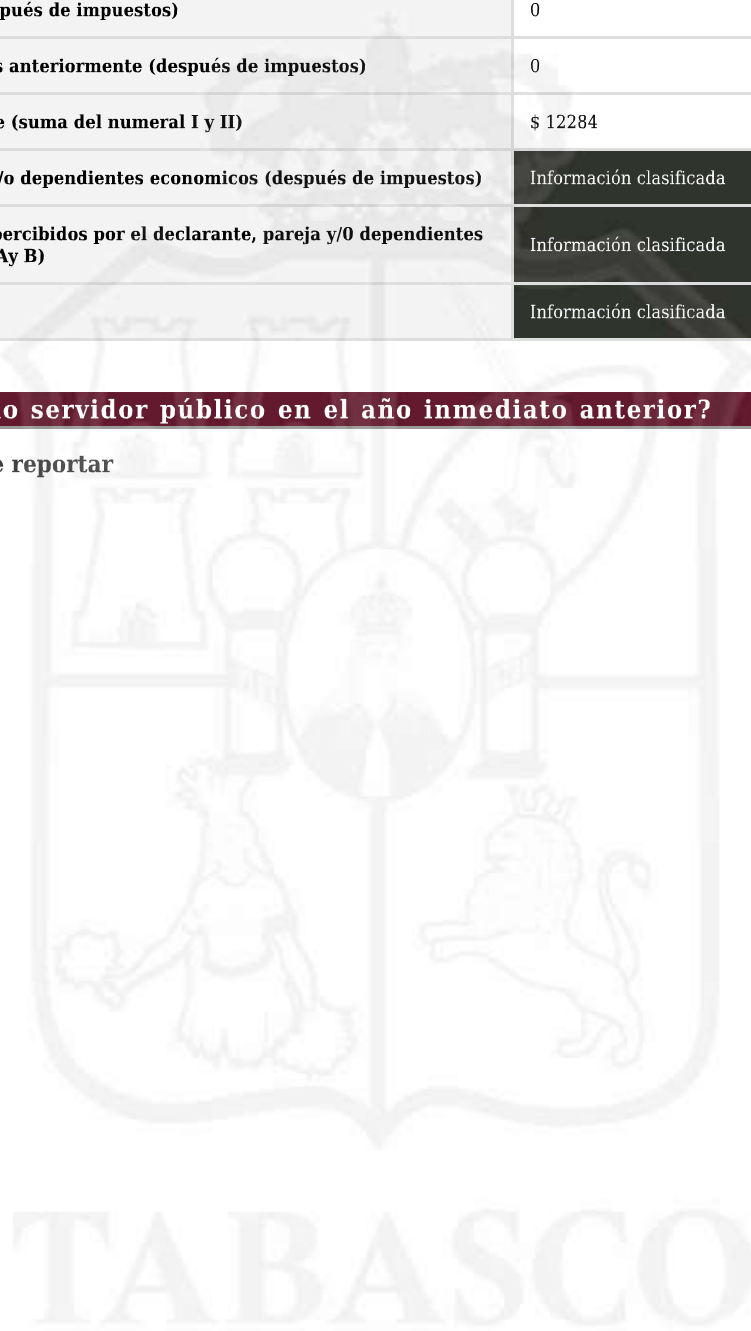 pués de impuestos) 0
s anteriormente (después de impuestos) 0
e (suma del numeral I y II) $ 12284
/o dependientes economicos (después de impuestos) Información clasificada
percibidos por el declarante, pareja y/0 dependientes Información clasificada
Ay B)
Información clasificada
lo servidor público en el año inmediato anterior?
e reportar
TABASCO